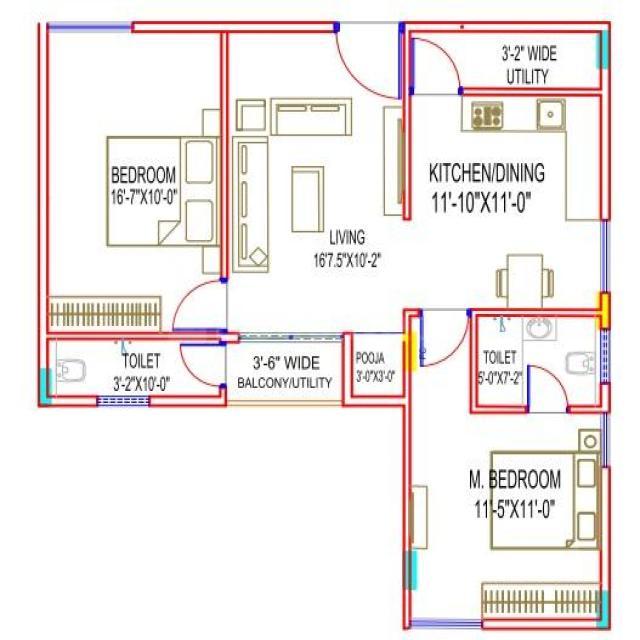 3'-2" WIDE
UTILITY
BEDROOM
16'-7"X10'-0"
KITCHEN/DINING
11'-10"X11'-0"
LIVING
16'7.5"X10'-2"
TOILET
3'-2"X10'-0"
3'-6" WIDE
BALCONY/UTILITY
POOJA
3'-0"X3'-0"
TOILET
5'-0"X7'-2"
M. BEDROOM
11'-5"X11'-0"